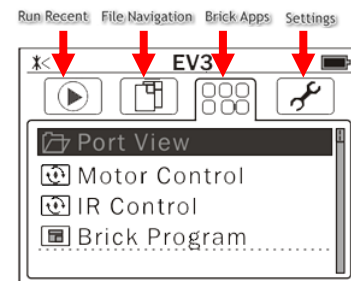 Run Recent File Navigation Brick Apps Settings
EV3
Port View
Motor Control
IR Control
Brick Program